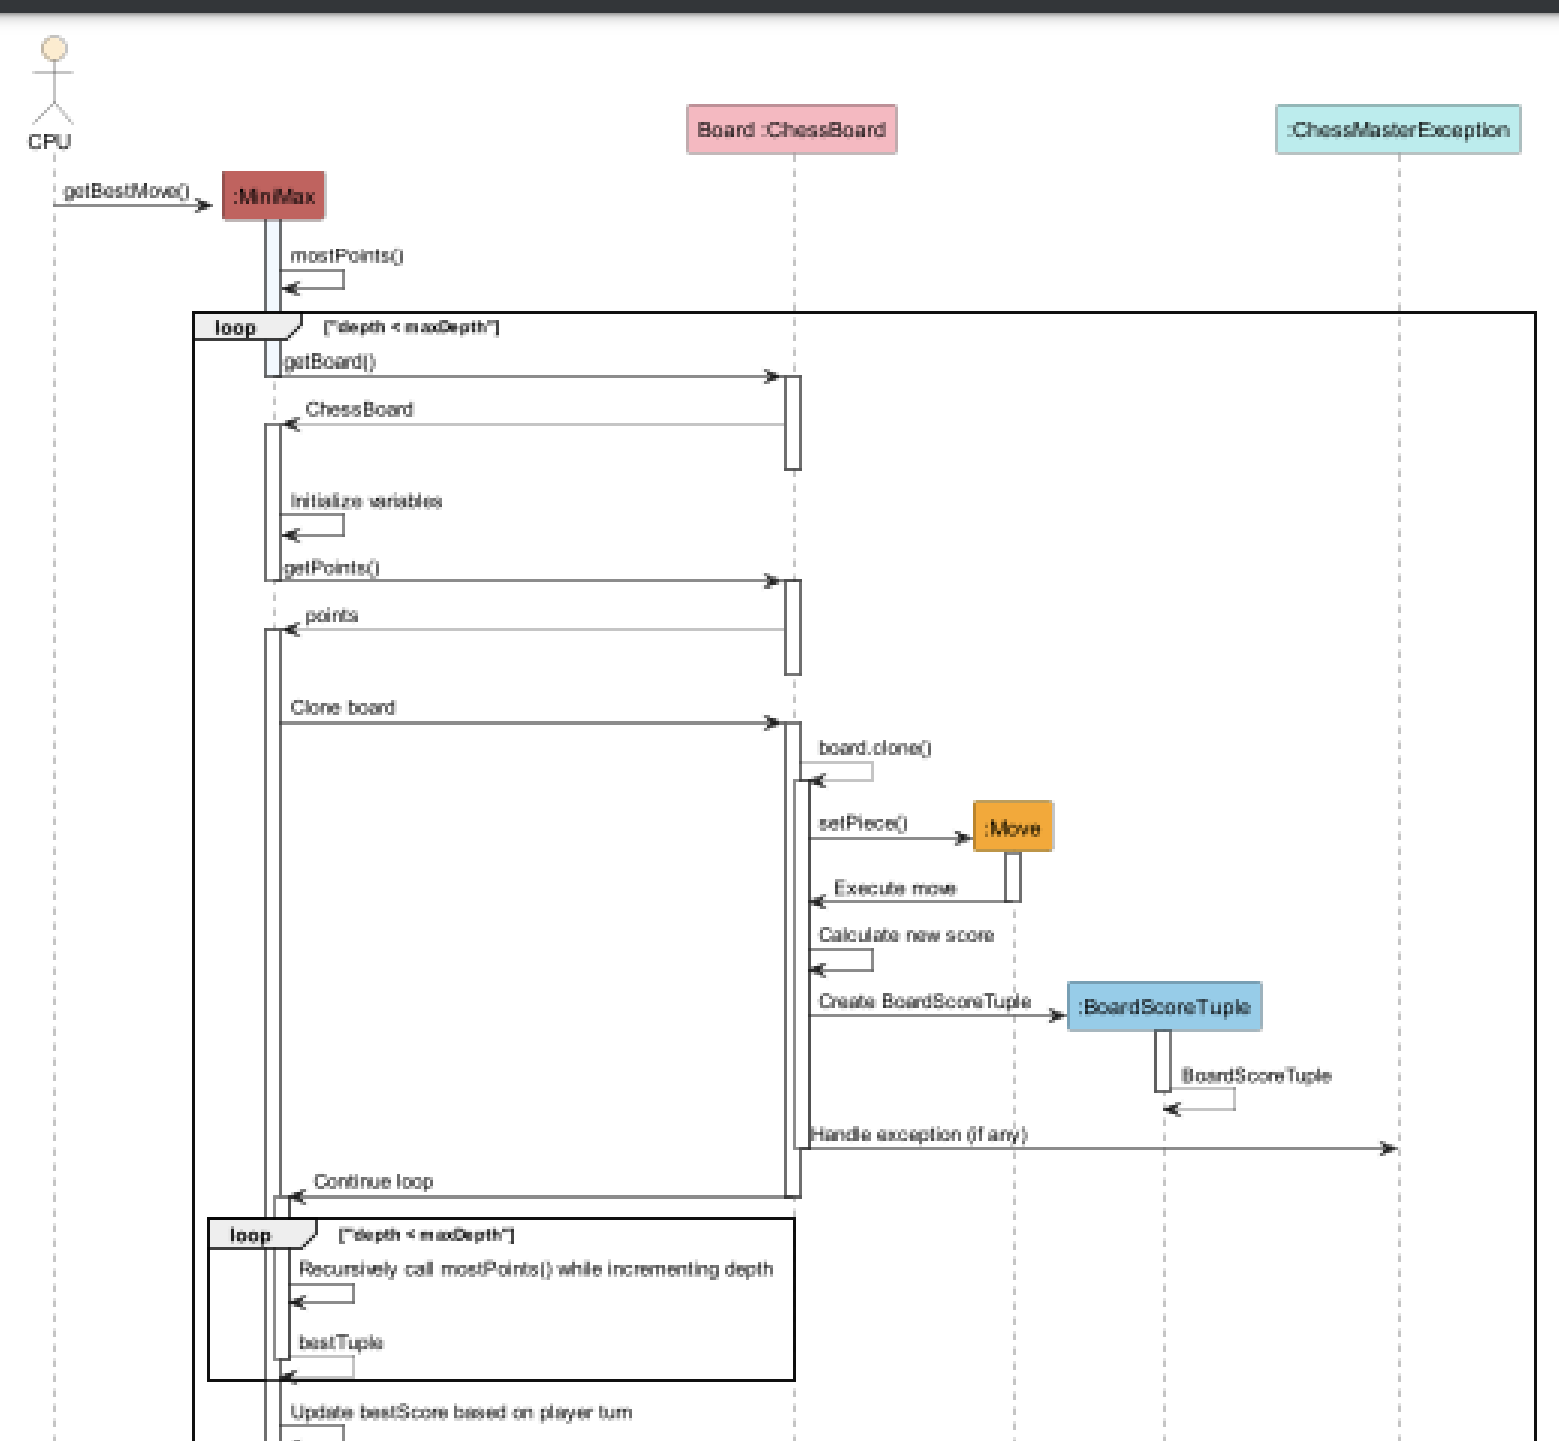 CPU
Board :ChessBoard
:ChessMasterException
getBestMove()
:MiniMax
mostPoints()
loop ["depth < maxDepth"]
getBoard()
ChessBoard
Initialize variables
getPoints()
points
Clone board
board.clone()
setPiece()
:Move
Execute move
Calculate new score
Create BoardScoreTuple
:BoardScoreTuple
BoardScoreTuple
Handle exception (if any)
Continue loop
loop ["depth < maxDepth"]
Recursively call mostPoints() while incrementing depth
bestTuple
Update bestScore based on player turn